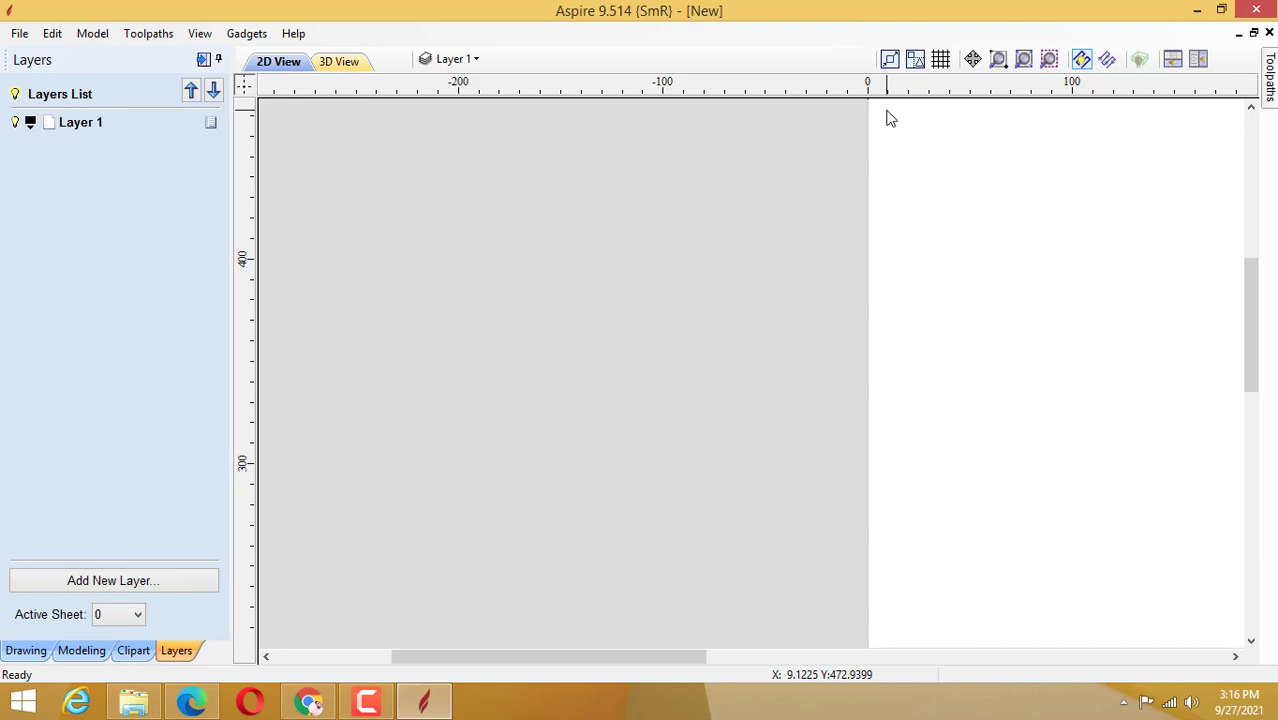 Aspire 9.514 {SmR} - [New]
File Edit Model Toolpaths View Gadgets Help
Layers
2D View 3D View Layer 1
Toolpaths
-200 -100 0 100
Layers List
Layer 1
400
300
Add New Layer...
Active Sheet: 0
Drawing Modeling Clipart Layers
Ready X: 9.1225 Y:472.9399
3:16 PM
9/27/2021